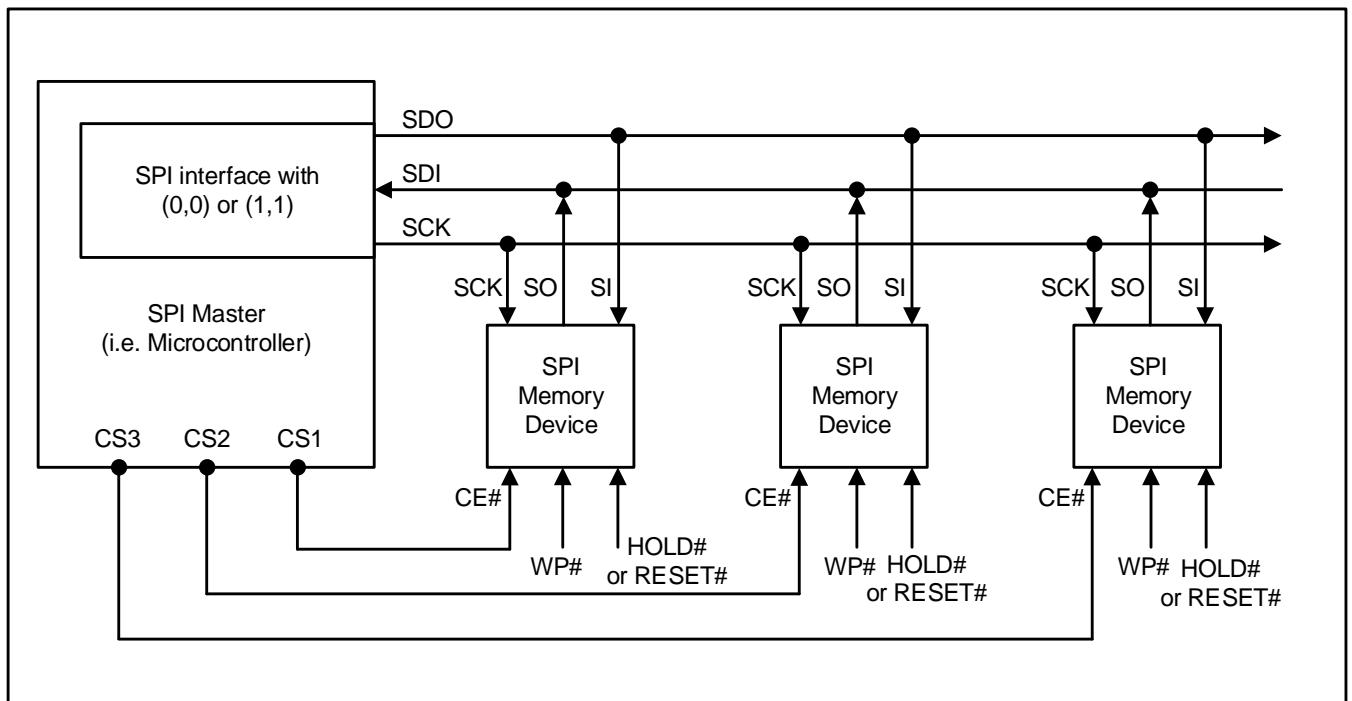 SDO
SPI interface with
(0,0) or (1,1)
SDI
SCK
SPI Master
(i.e. Microcontroller)
SCK SO SI
SCK SO SI
SCK SO SI
SPI
Memory
Device
SPI
Memory
Device
SPI
Memory
Device
CS3 CS2 CS1
CE#
WP#
HOLD#
or RESET#
CE#
WP#
HOLD#
or RESET#
CE#
WP#
HOLD#
or RESET#